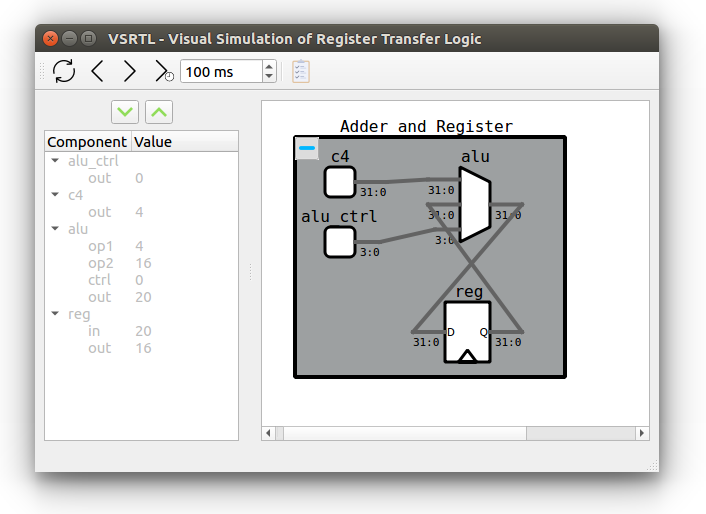 VSRTL - Visual Simulation of Register Transfer Logic
100 ms
Component Value
alu_ctrl
out 0
c4
out 4
alu
op1 4
op2 16
ctrl 0
out 20
reg
in 20
out 16
Adder and Register
c4 alu
31:0 31:0
alu_ctrl 31:0 31:0
3:0 3:0
reg
D Q
31:0 31:0